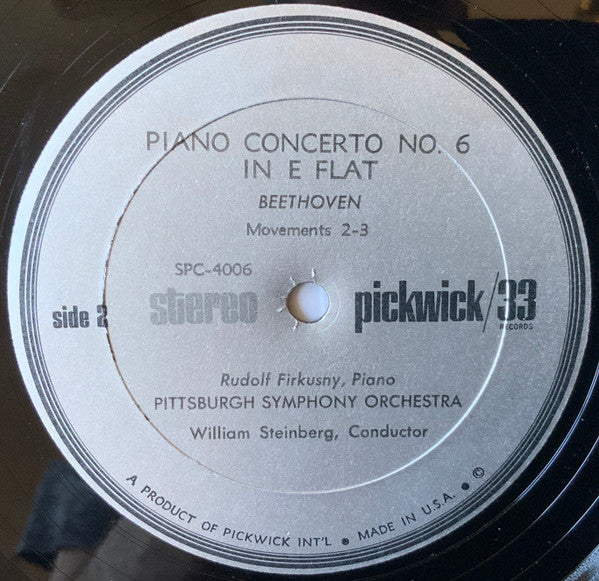 PIANO CONCERTO NO. 6
IN E FLAT
BEETHOVEN
Movements 2-3
SPC-4006
side 2
stereo
pickwick/33
RECORDS
Rudolf Firkusny, Piano
PITTSBURGH SYMPHONY ORCHESTRA
William Steinberg, Conductor
A PRODUCT OF PICKWICK INT'L • MADE IN U.S.A. • ©